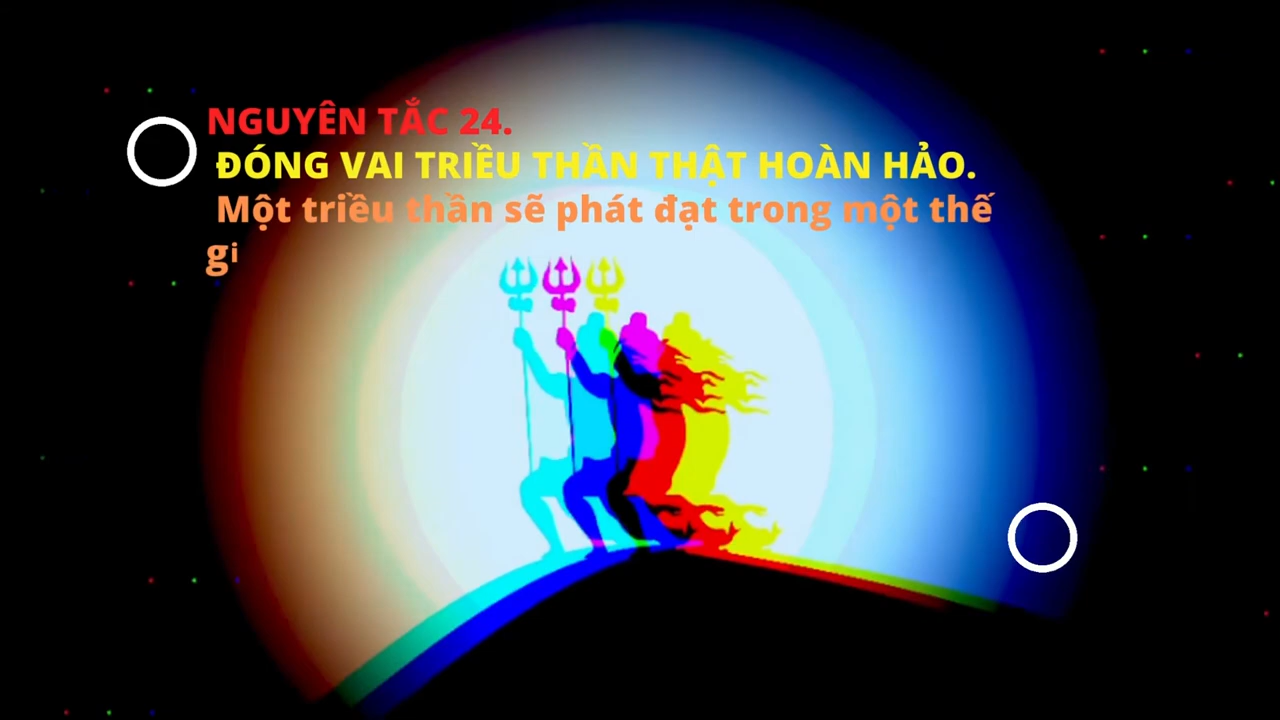 NGUYÊN TẮC 24.
ĐÓNG VAI TRIỀU THẦN THẬT HOÀN HẢO.
Một triều thần sẽ phát đạt trong một thế
gi